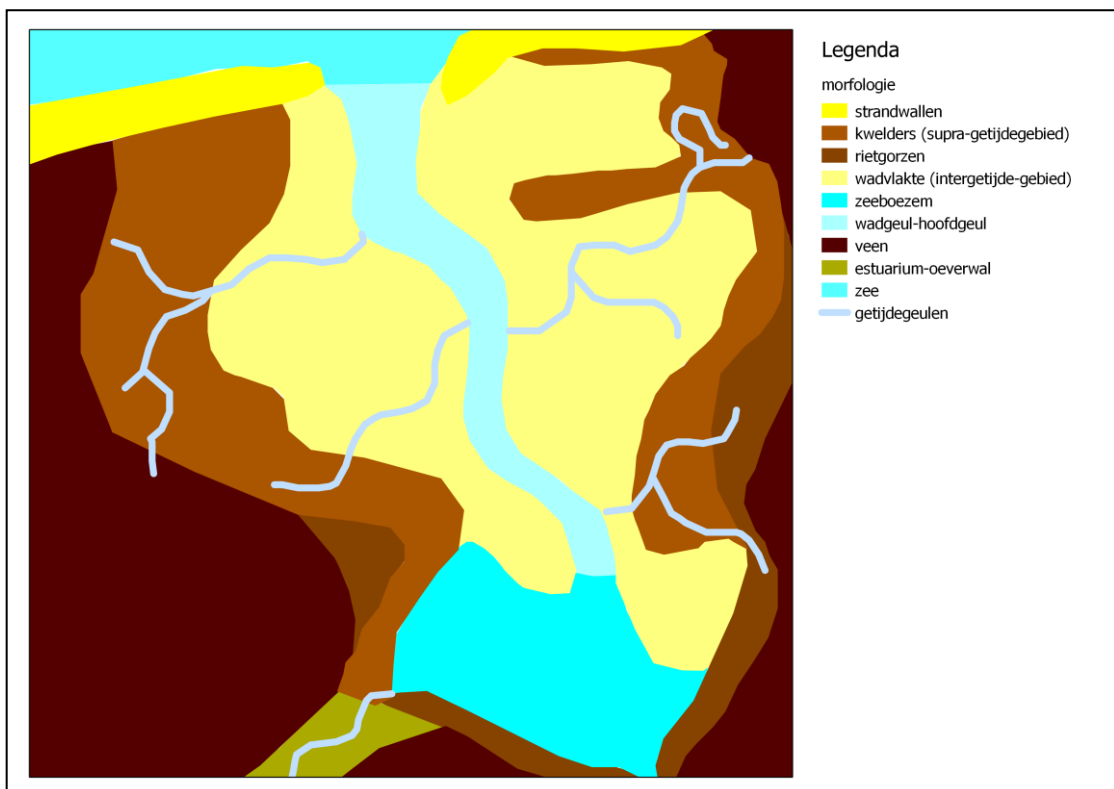 Legenda
morfologie
strandwallen
kwelders (supra-getijdegebied)
rietgorzen
wadvlakte (intergetijde-gebied)
zeeboezem
wadgeul-hoofdgeul
veen
estuarium-oeverwal
zee
getijdegeulen